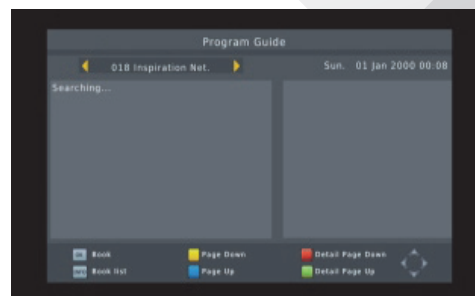 Program Guide
018 Inspiration Net.
Sun. 01 Jan 2000 00:08
Searching...
OK Book
Page Down
Detail Page Down
Book list
Page Up
Detail Page Up